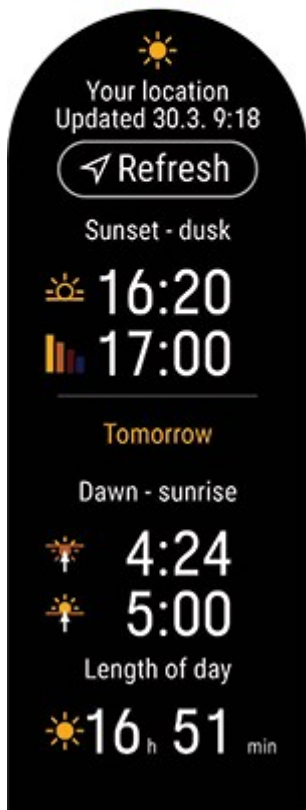 Your location
Updated 30.3. 9:18
Refresh
Sunset - dusk
16:20
17:00
Tomorrow
Dawn - sunrise
4:24
5:00
Length of day
16 h 51 min